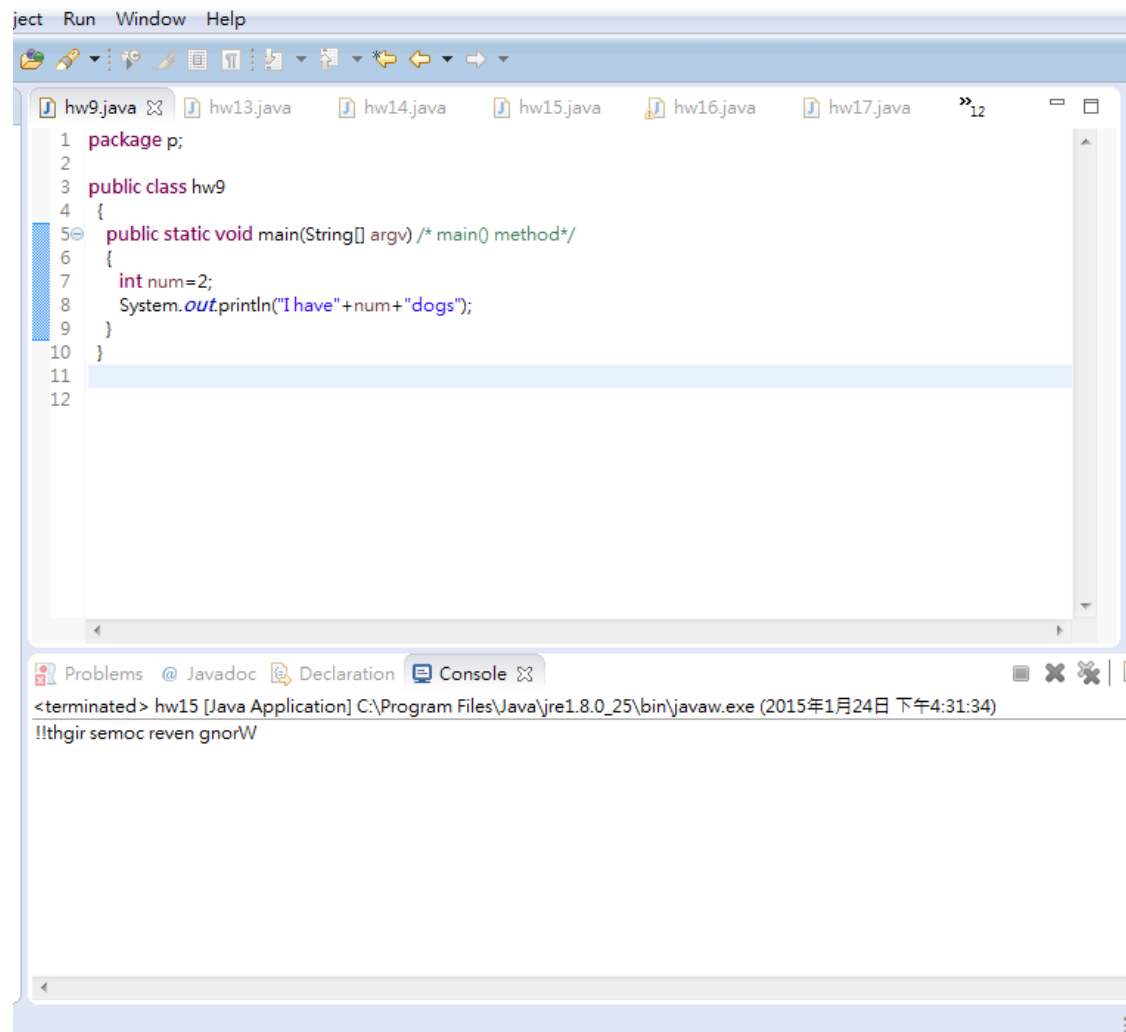 ject Run Window Help
hw9.java hw13.java hw14.java hw15.java hw16.java hw17.java »12
1 package p;
2
3 public class hw9
4 {
5 public static void main(String[] argv) /* main() method*/
6 {
7 int num=2;
8 System.out.println("I have"+num+"dogs");
9 }
10 }
11
12
Problems @ Javadoc Declaration Console
<terminated> hw15 [Java Application] C:\Program Files\Java\jre1.8.0_25\bin\javaw.exe (2015年1月24日 下午4:31:34)
!!thgir semoc reven gnorW